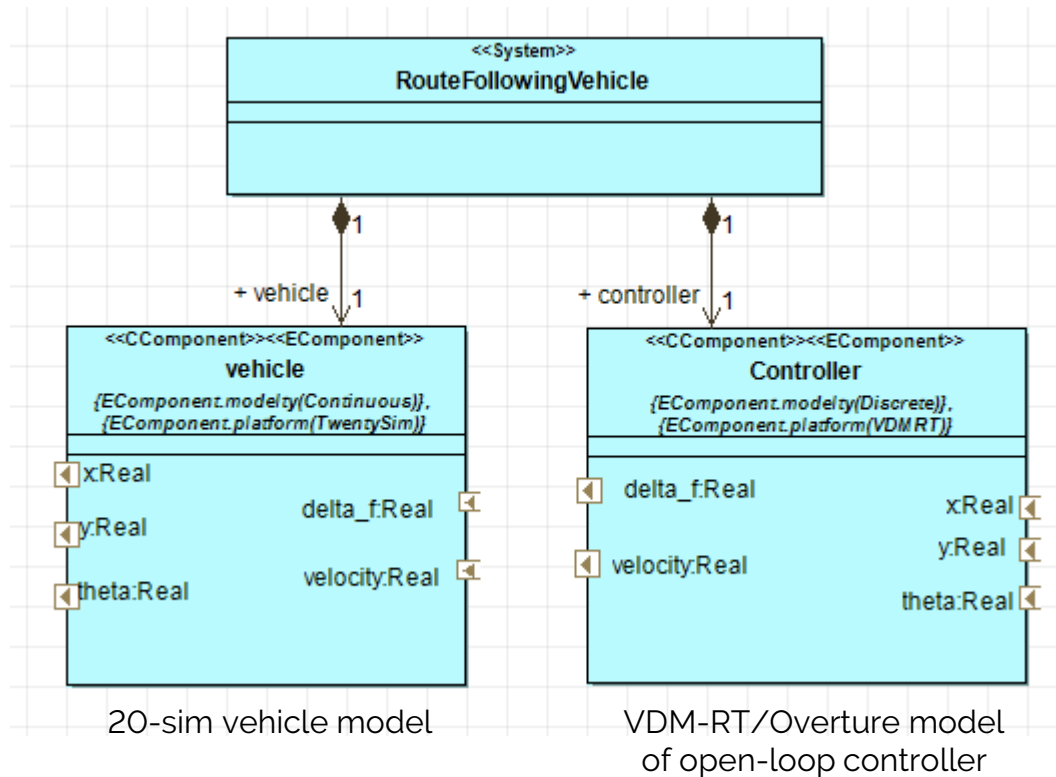 <<System>>
RouteFollowingVehicle
1
1
+ vehicle
1
+ controller
1
<<CComponent>><<EComponent>>
vehicle
{EComponent.modelty(Continuous)},
{EComponent.platform(TwentySim)}
x:Real
y:Real
theta:Real
delta_f:Real
velocity:Real
<<CComponent>><<EComponent>>
Controller
{EComponent.modelty(Discrete)},
{EComponent.platform(VDMRT)}
delta_f:Real
velocity:Real
x:Real
y:Real
theta:Real
20-sim vehicle model
VDM-RT/Overture model
of open-loop controller